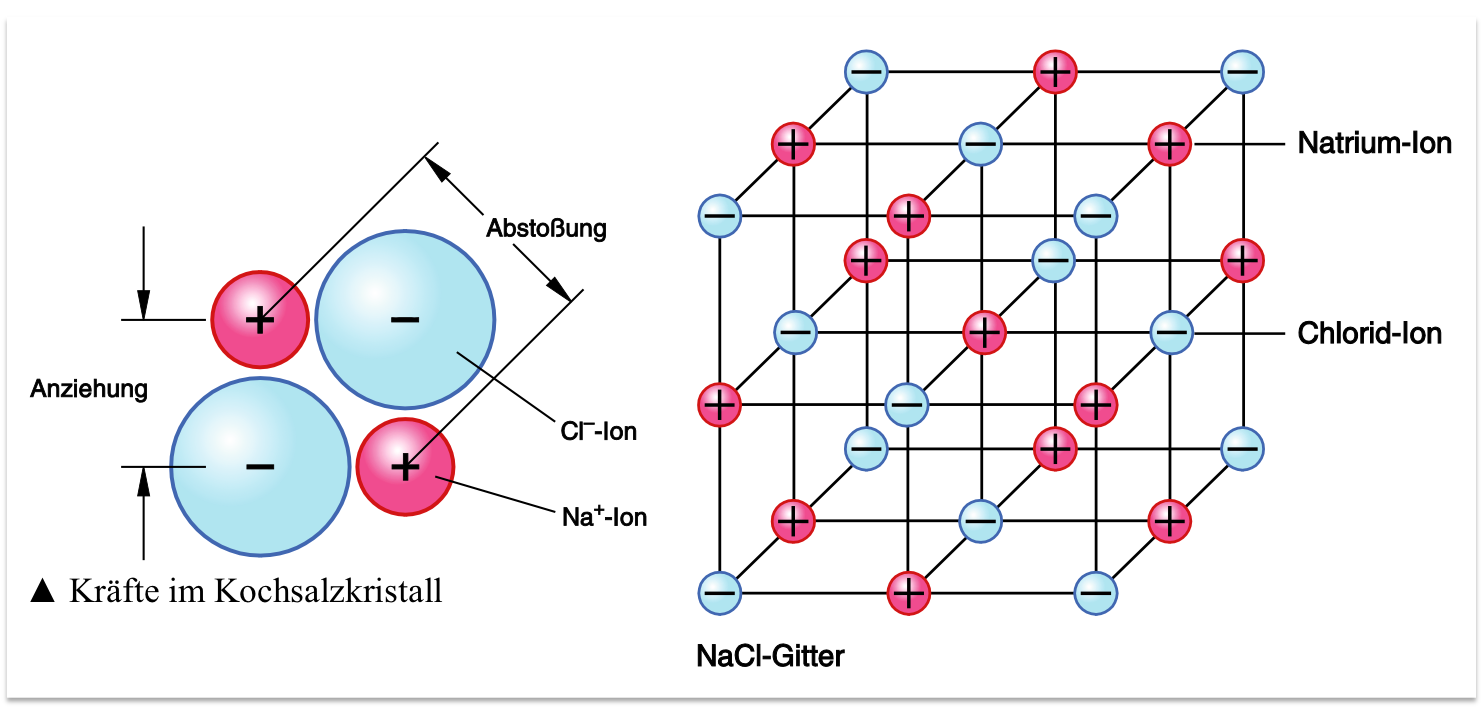 Abstoßung
Anziehung
Cl⁻-Ion
Na⁺-Ion
▲ Kräfte im Kochsalzkristall
Natrium-Ion
Chlorid-Ion
NaCl-Gitter